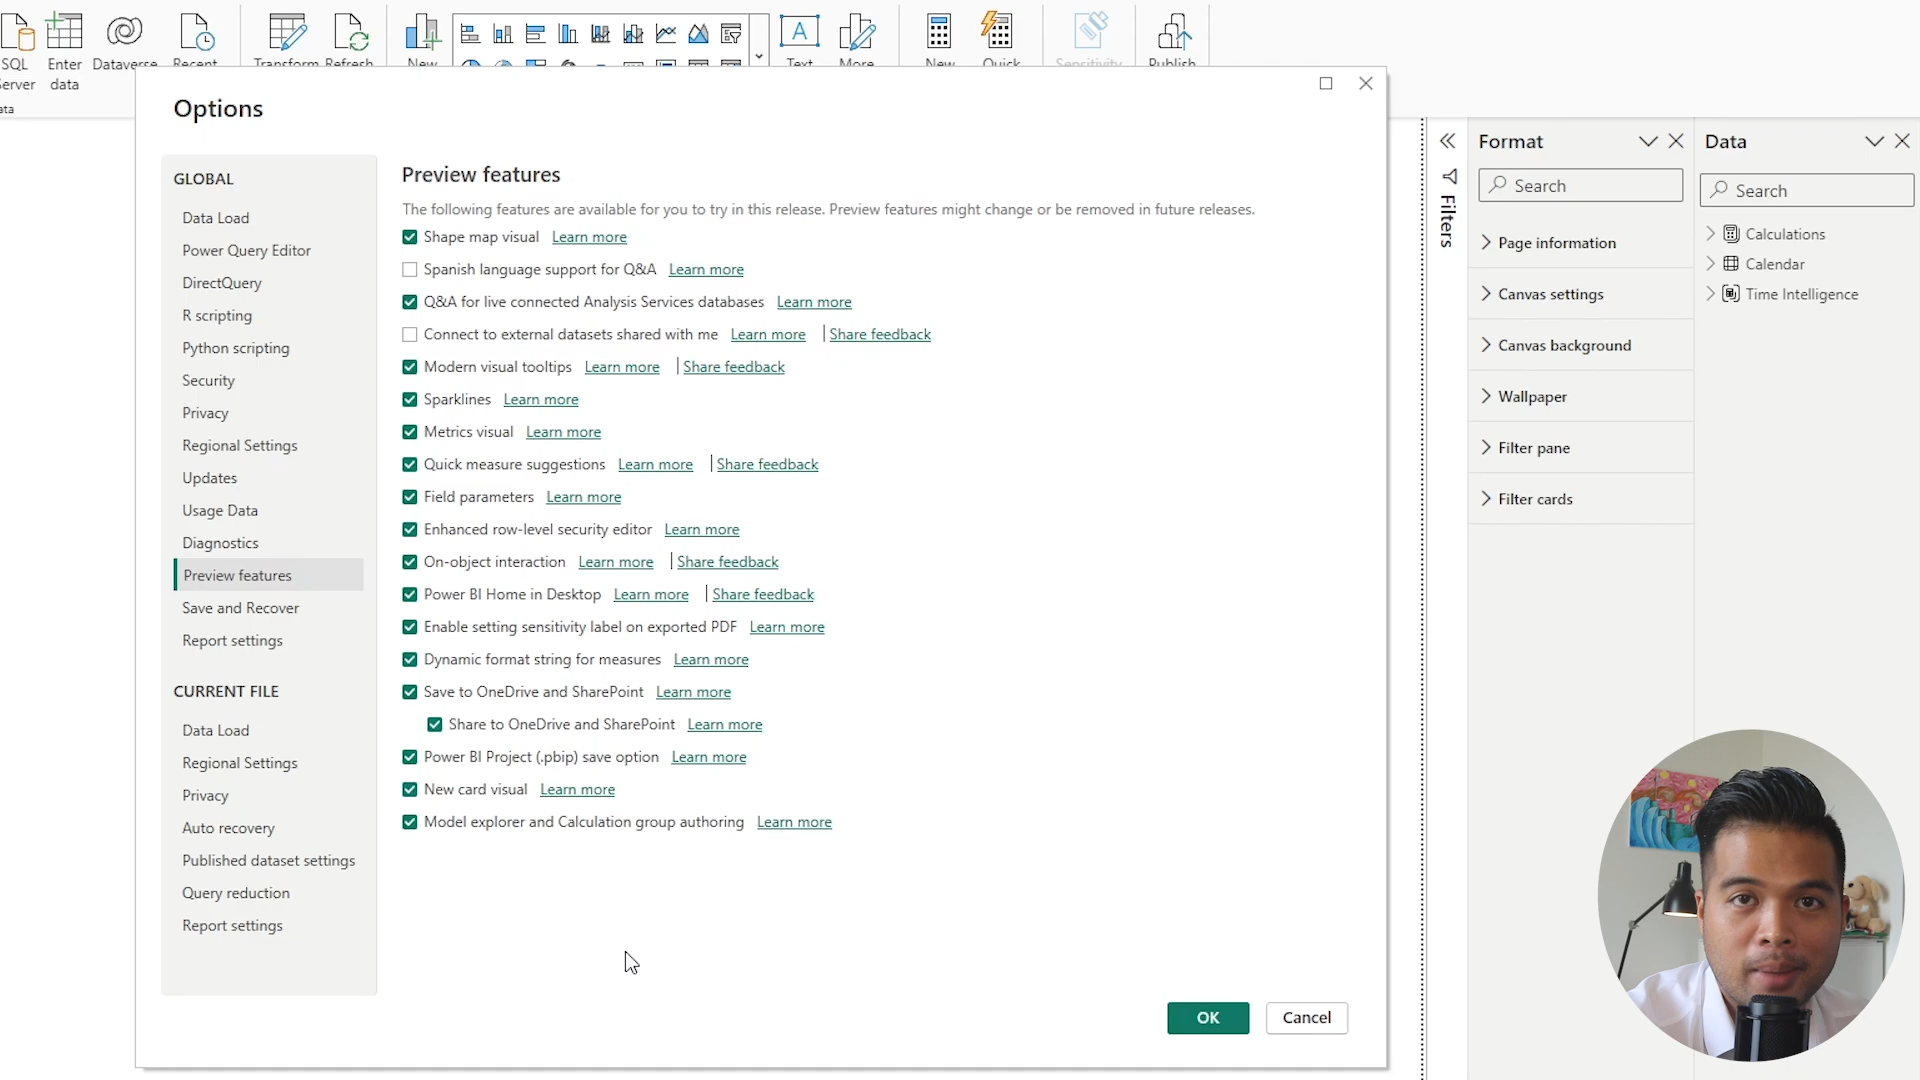 SQL
Server
Enter
data
Dataverse
Recent
Transform
Refresh
New
Text
More
New
Quick
Sensitivity
Publish
Options
GLOBAL
Data Load
Power Query Editor
DirectQuery
R scripting
Python scripting
Security
Privacy
Regional Settings
Updates
Usage Data
Diagnostics
Preview features
Save and Recover
Report settings
CURRENT FILE
Data Load
Regional Settings
Privacy
Auto recovery
Published dataset settings
Query reduction
Report settings
Preview features
The following features are available for you to try in this release. Preview features might change or be removed in future releases.
Shape map visual Learn more
Spanish language support for Q&A Learn more
Q&A for live connected Analysis Services databases Learn more
Connect to external datasets shared with me Learn more | Share feedback
Modern visual tooltips Learn more | Share feedback
Sparklines Learn more
Metrics visual Learn more
Quick measure suggestions Learn more | Share feedback
Field parameters Learn more
Enhanced row-level security editor Learn more
On-object interaction Learn more | Share feedback
Power BI Home in Desktop Learn more | Share feedback
Enable setting sensitivity label on exported PDF Learn more
Dynamic format string for measures Learn more
Save to OneDrive and SharePoint Learn more
Share to OneDrive and SharePoint Learn more
Power BI Project (.pbip) save option Learn more
New card visual Learn more
Model explorer and Calculation group authoring Learn more
OK
Cancel
Filters
Format
Search
Page information
Canvas settings
Canvas background
Wallpaper
Filter pane
Filter cards
Data
Search
Calculations
Calendar
Time Intelligence